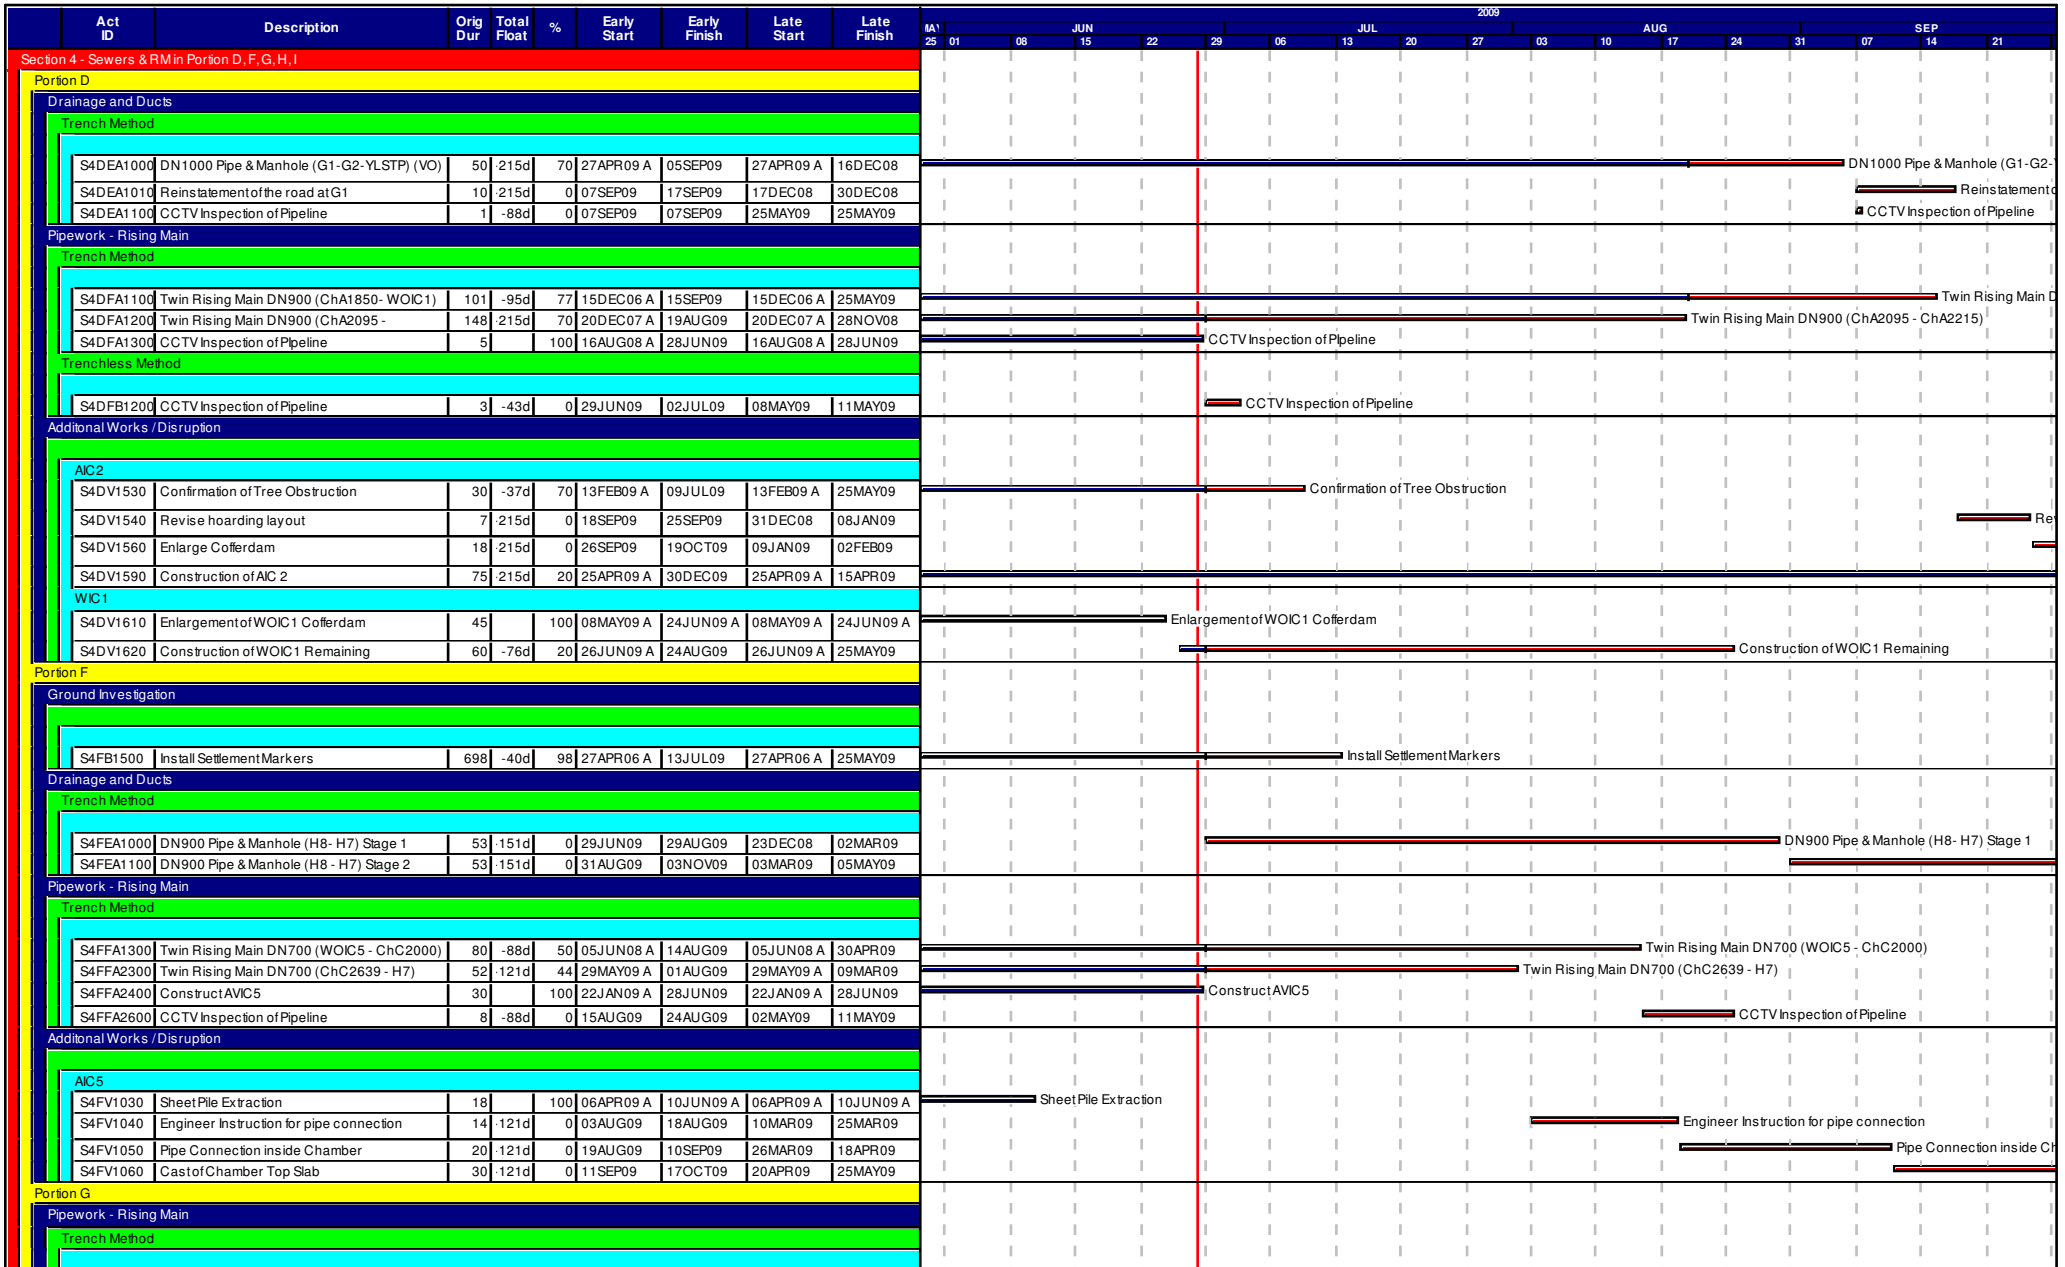 Act ID Description Orig Dur Total Float % Early Start Early Finish Late Start Late Finish
2009
MAY JUN JUL AUG SEP
25 01 08 15 22 29 06 13 20 27 03 10 17 24 31 07 14 21
Section 4 - Sewers & RM in Portion D, F, G, H, I
Portion D
Drainage and Ducts
Trench Method
S4DEA1000 DN1000 Pipe & Manhole (G1-G2-YLSTP) (VO) 50 -215d 70 27APR09 A 05SEP09 27APR09 A 16DEC08 DN1000 Pipe & Manhole (G1-G2-
S4DEA1010 Reinstatement of the road at G1 10 -215d 0 07SEP09 17SEP09 17DEC08 30DEC08 Reinstatement
S4DEA1100 CCTV Inspection of Pipeline 1 -88d 0 07SEP09 07SEP09 25MAY09 25MAY09 CCTV Inspection of Pipeline
Pipework - Rising Main
Trench Method
S4DFA1100 Twin Rising Main DN900 (ChA1850- WOIC1) 101 -95d 77 15DEC06 A 15SEP09 15DEC06 A 25MAY09 Twin Rising Main D
S4DFA1200 Twin Rising Main DN900 (ChA2095 - 148 -215d 70 20DEC07 A 19AUG09 20DEC07 A 28NOV08 Twin Rising Main DN900 (ChA2095 - ChA2215)
S4DFA1300 CCTV Inspection of PIpeline 5 100 16AUG08 A 28JUN09 16AUG08 A 28JUN09 CCTV Inspection of PIpeline
Trenchless Method
S4DFB1200 CCTV Inspection of Pipeline 3 -43d 0 29JUN09 02JUL09 08MAY09 11MAY09 CCTV Inspection of Pipeline
Additonal Works / Disruption
AIC2
S4DV1530 Confirmation of Tree Obstruction 30 -37d 70 13FEB09 A 09JUL09 13FEB09 A 25MAY09 Confirmation of Tree Obstruction
S4DV1540 Revise hoarding layout 7 -215d 0 18SEP09 25SEP09 31DEC08 08JAN09 Rev
S4DV1560 Enlarge Cofferdam 18 -215d 0 26SEP09 19OCT09 09JAN09 02FEB09
S4DV1590 Construction of AIC 2 75 -215d 20 25APR09 A 30DEC09 25APR09 A 15APR09
WIC1
S4DV1610 Enlargement of WOIC1 Cofferdam 45 100 08MAY09 A 24JUN09 A 08MAY09 A 24JUN09 A Enlargement of WOIC1 Cofferdam
S4DV1620 Construction of WOIC1 Remaining 60 -76d 20 26JUN09 A 24AUG09 26JUN09 A 25MAY09 Construction of WOIC1 Remaining
Portion F
Ground Investigation
S4FB1500 Install Settlement Markers 698 -40d 98 27APR06 A 13JUL09 27APR06 A 25MAY09 Install Settlement Markers
Drainage and Ducts
Trench Method
S4FEA1000 DN900 Pipe & Manhole (H8- H7) Stage 1 53 -151d 0 29JUN09 29AUG09 23DEC08 02MAR09 DN900 Pipe & Manhole (H8- H7) Stage 1
S4FEA1100 DN900 Pipe & Manhole (H8 - H7) Stage 2 53 -151d 0 31AUG09 03NOV09 03MAR09 05MAY09
Pipework - Rising Main
Trench Method
S4FFA1300 Twin Rising Main DN700 (WOIC5 - ChC2000) 80 -88d 50 05JUN08 A 14AUG09 05JUN08 A 30APR09 Twin Rising Main DN700 (WOIC5 - ChC2000)
S4FFA2300 Twin Rising Main DN700 (ChC2639 - H7) 52 -121d 44 29MAY09 A 01AUG09 29MAY09 A 09MAR09 Twin Rising Main DN700 (ChC2639 - H7)
S4FFA2400 Construct AVIC5 30 100 22JAN09 A 28JUN09 22JAN09 A 28JUN09 Construct AVIC5
S4FFA2600 CCTV Inspection of Pipeline 8 -88d 0 15AUG09 24AUG09 02MAY09 11MAY09 CCTV Inspection of Pipeline
Additonal Works / Disruption
AIC5
S4FV1030 Sheet Pile Extraction 18 100 06APR09 A 10JUN09 A 06APR09 A 10JUN09 A Sheet Pile Extraction
S4FV1040 Engineer Instruction for pipe connection 14 -121d 0 03AUG09 18AUG09 10MAR09 25MAR09 Engineer Instruction for pipe connection
S4FV1050 Pipe Connection inside Chamber 20 -121d 0 19AUG09 10SEP09 26MAR09 18APR09 Pipe Connection inside Ch
S4FV1060 Cast of Chamber Top Slab 30 -121d 0 11SEP09 17OCT09 20APR09 25MAY09
Portion G
Pipework - Rising Main
Trench Method